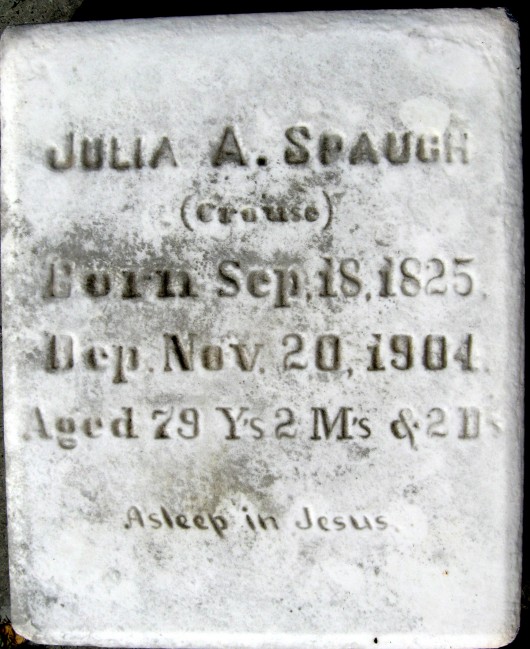 JULIA A. SPAUGH
(Crouse)
Born Sep. 18, 1825.
Dep. Nov. 20, 1904.
Aged 79 Y's 2 M's & 2 D's
Asleep in Jesus.